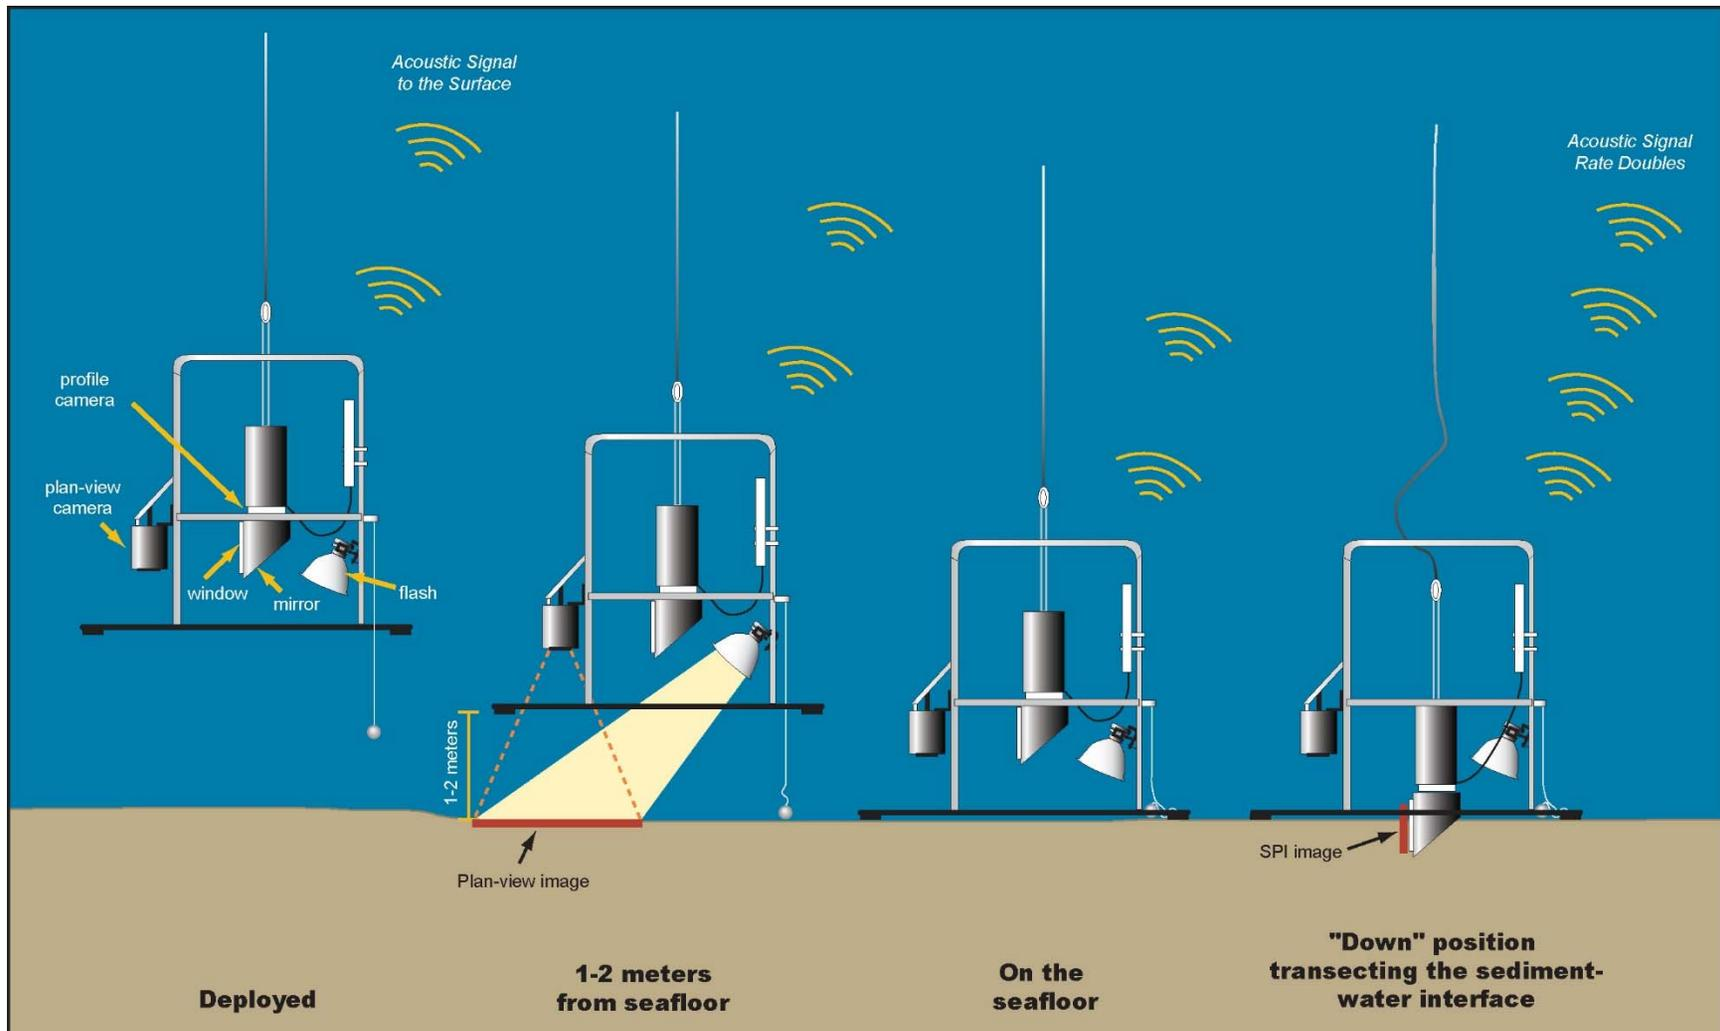 Acoustic Signal
to the Surface
Acoustic Signal
Rate Doubles
profile
camera
plan-view
camera
window
mirror
flash
1-2 meters
Plan-view image
SPI image
Deployed
1-2 meters
from seafloor
On the
seafloor
"Down" position
transecting the sediment-
water interface